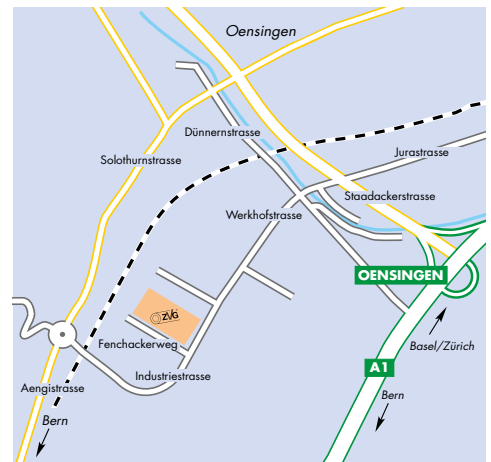 Oensingen
Dünnernstrasse
Solothurnstrasse
Jurastrasse
Staadackerstrasse
Werkhofstrasse
OENSINGEN
ZVG
Fenchackerweg
Basel/Zürich
Industriestrasse
A1
Aengistrasse
Bern
Bern